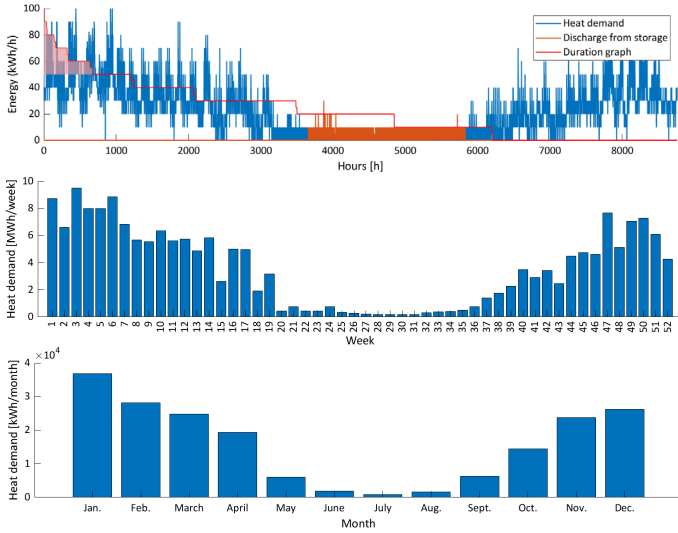 Energy (kWh/h)
100
80
60
40
20
0
Heat demand
Discharge from storage
Duration graph
0 1000 2000 3000 4000 5000 6000 7000 8000
Hours [h]
Heat demand [MWh/week]
10
8
6
4
2
0
1 2 3 4 5 6 7 8 9 10 11 12 13 14 15 16 17 18 19 20 21 22 23 24 25 26 27 28 29 30 31 32 33 34 35 36 37 38 39 40 41 42 43 44 45 46 47 48 49 50 51 52
Week
Heat demand [kWh/month]
×10⁴
4
3
2
1
0
Jan. Feb. March April May June July Aug. Sept. Oct. Nov. Dec.
Month